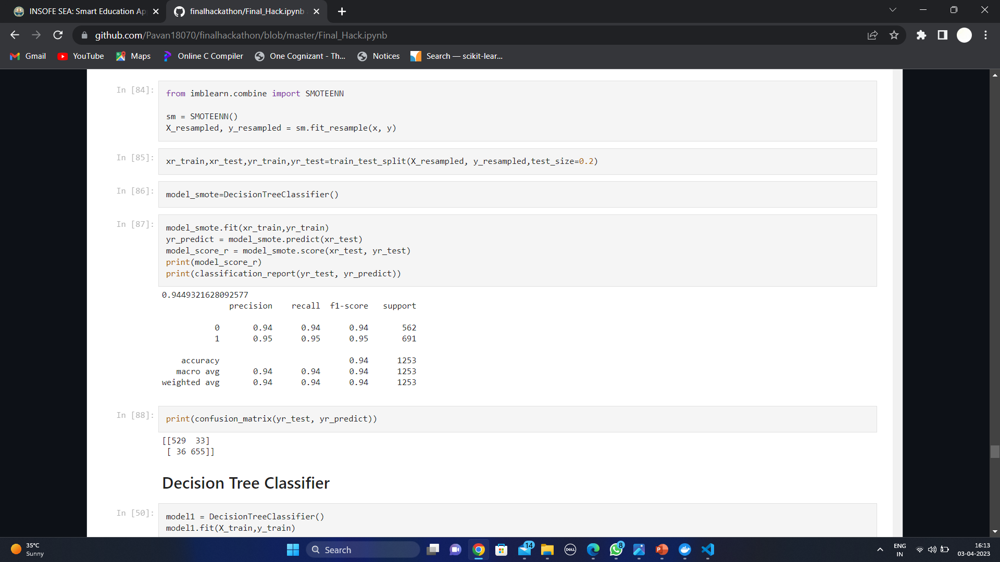 INSOFE SEA: Smart Education Ap
finalhackathon/Final_Hack.ipynb
github.com/Pavan18070/finalhackathon/blob/master/Final_Hack.ipynb
Gmail YouTube Maps Online C Compiler One Cognizant - Th... Notices Search — scikit-lear...
In [84]:
from imblearn.combine import SMOTEENN
sm = SMOTEENN()
X_resampled, y_resampled = sm.fit_resample(x, y)
In [85]:
xr_train,xr_test,yr_train,yr_test=train_test_split(X_resampled, y_resampled,test_size=0.2)
In [86]:
model_smote=DecisionTreeClassifier()
In [87]:
model_smote.fit(xr_train,yr_train)
yr_predict = model_smote.predict(xr_test)
model_score_r = model_smote.score(xr_test, yr_test)
print(model_score_r)
print(classification_report(yr_test, yr_predict))
0.9449321628092577
precision recall f1-score support
0 0.94 0.94 0.94 562
1 0.95 0.95 0.95 691
accuracy 0.94 1253
macro avg 0.94 0.94 0.94 1253
weighted avg 0.94 0.94 0.94 1253
In [88]:
print(confusion_matrix(yr_test, yr_predict))
[[529 33]
[ 36 655]]
Decision Tree Classifier
In [50]:
model1 = DecisionTreeClassifier()
model1.fit(X_train,y_train)
35°C
Sunny
Search
14
DELL
8
P
ENG
IN
16:13
03-04-2023